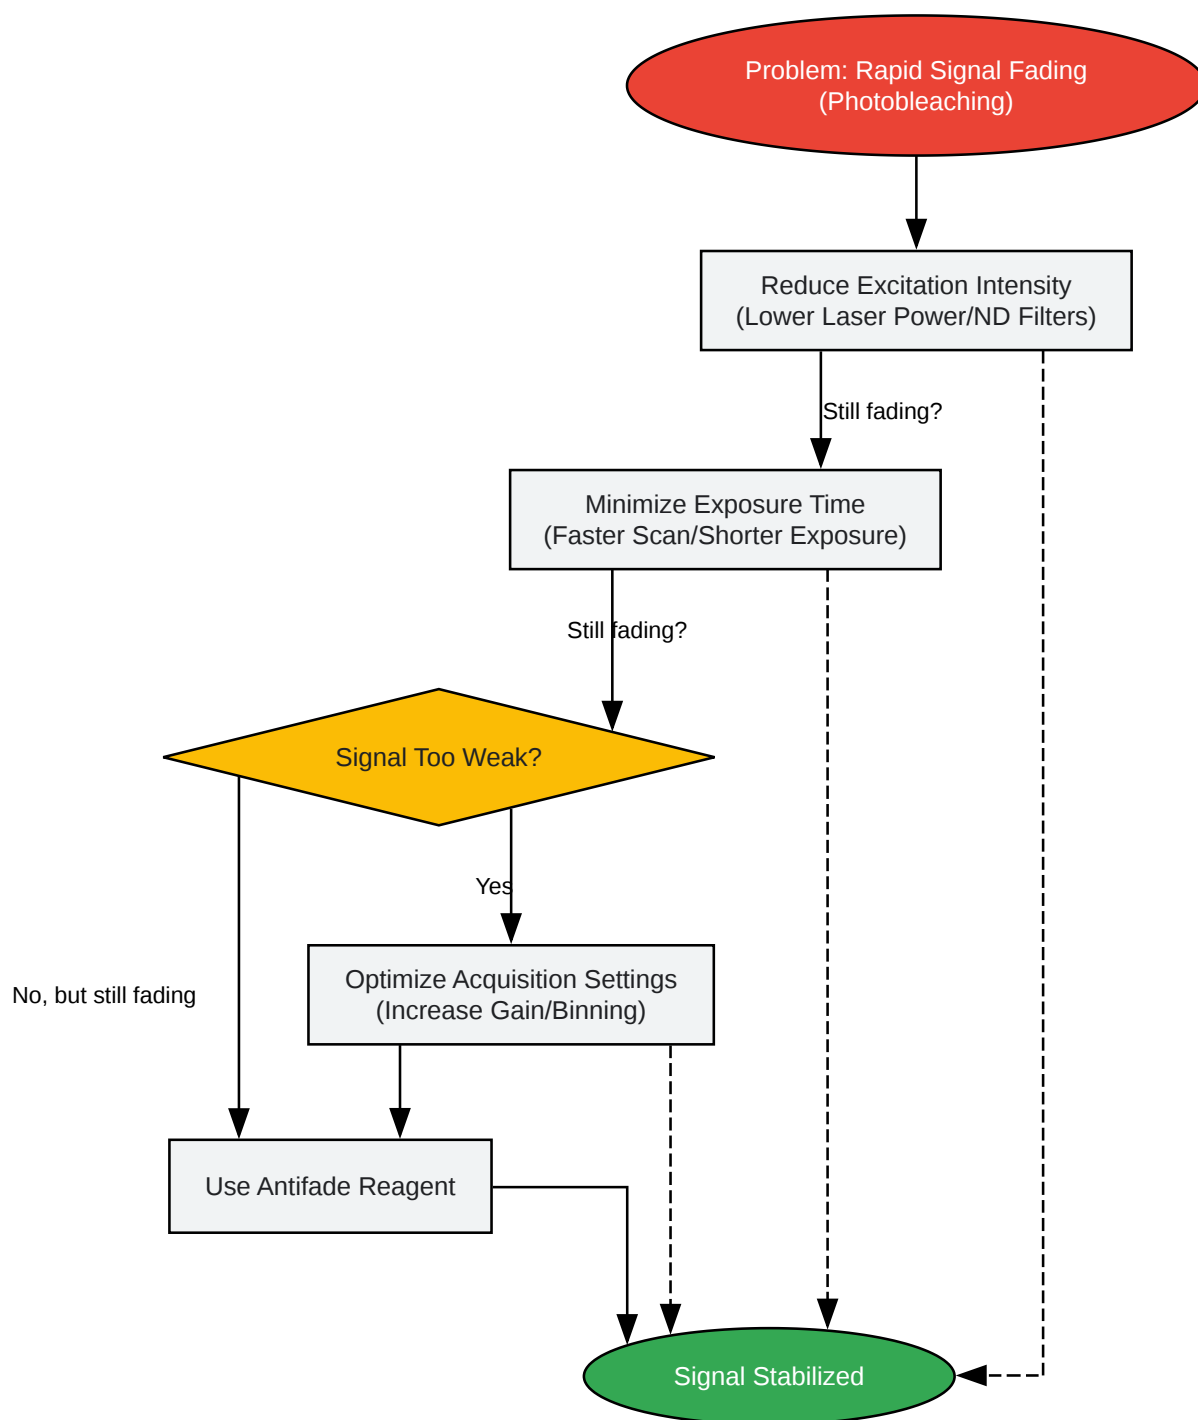 Problem: Rapid Signal Fading
(Photobleaching)
Reduce Excitation Intensity
(Lower Laser Power/ND Filters)
Still fading?
Minimize Exposure Time
(Faster Scan/Shorter Exposure)
Still fading?
Signal Too Weak?
Yes
Optimize Acquisition Settings
(Increase Gain/Binning)
No, but still fading
Use Antifade Reagent
Signal Stabilized